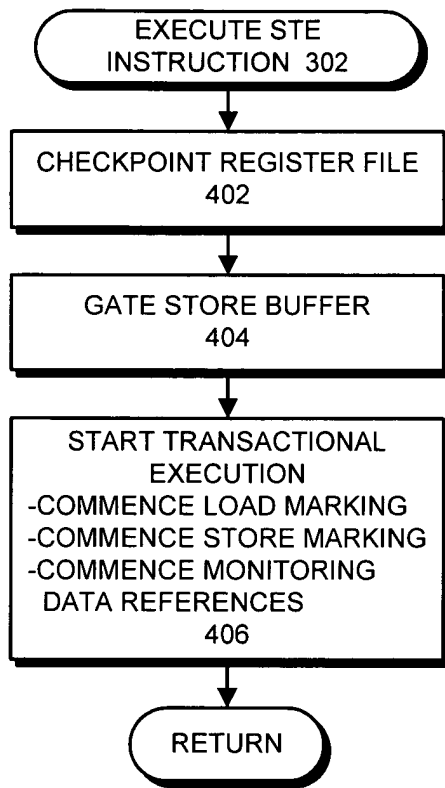 EXECUTE STE
INSTRUCTION 302
CHECKPOINT REGISTER FILE
402
GATE STORE BUFFER
404
START TRANSACTIONAL
EXECUTION
-COMMENCE LOAD MARKING
-COMMENCE STORE MARKING
-COMMENCE MONITORING
DATA REFERENCES
406
RETURN